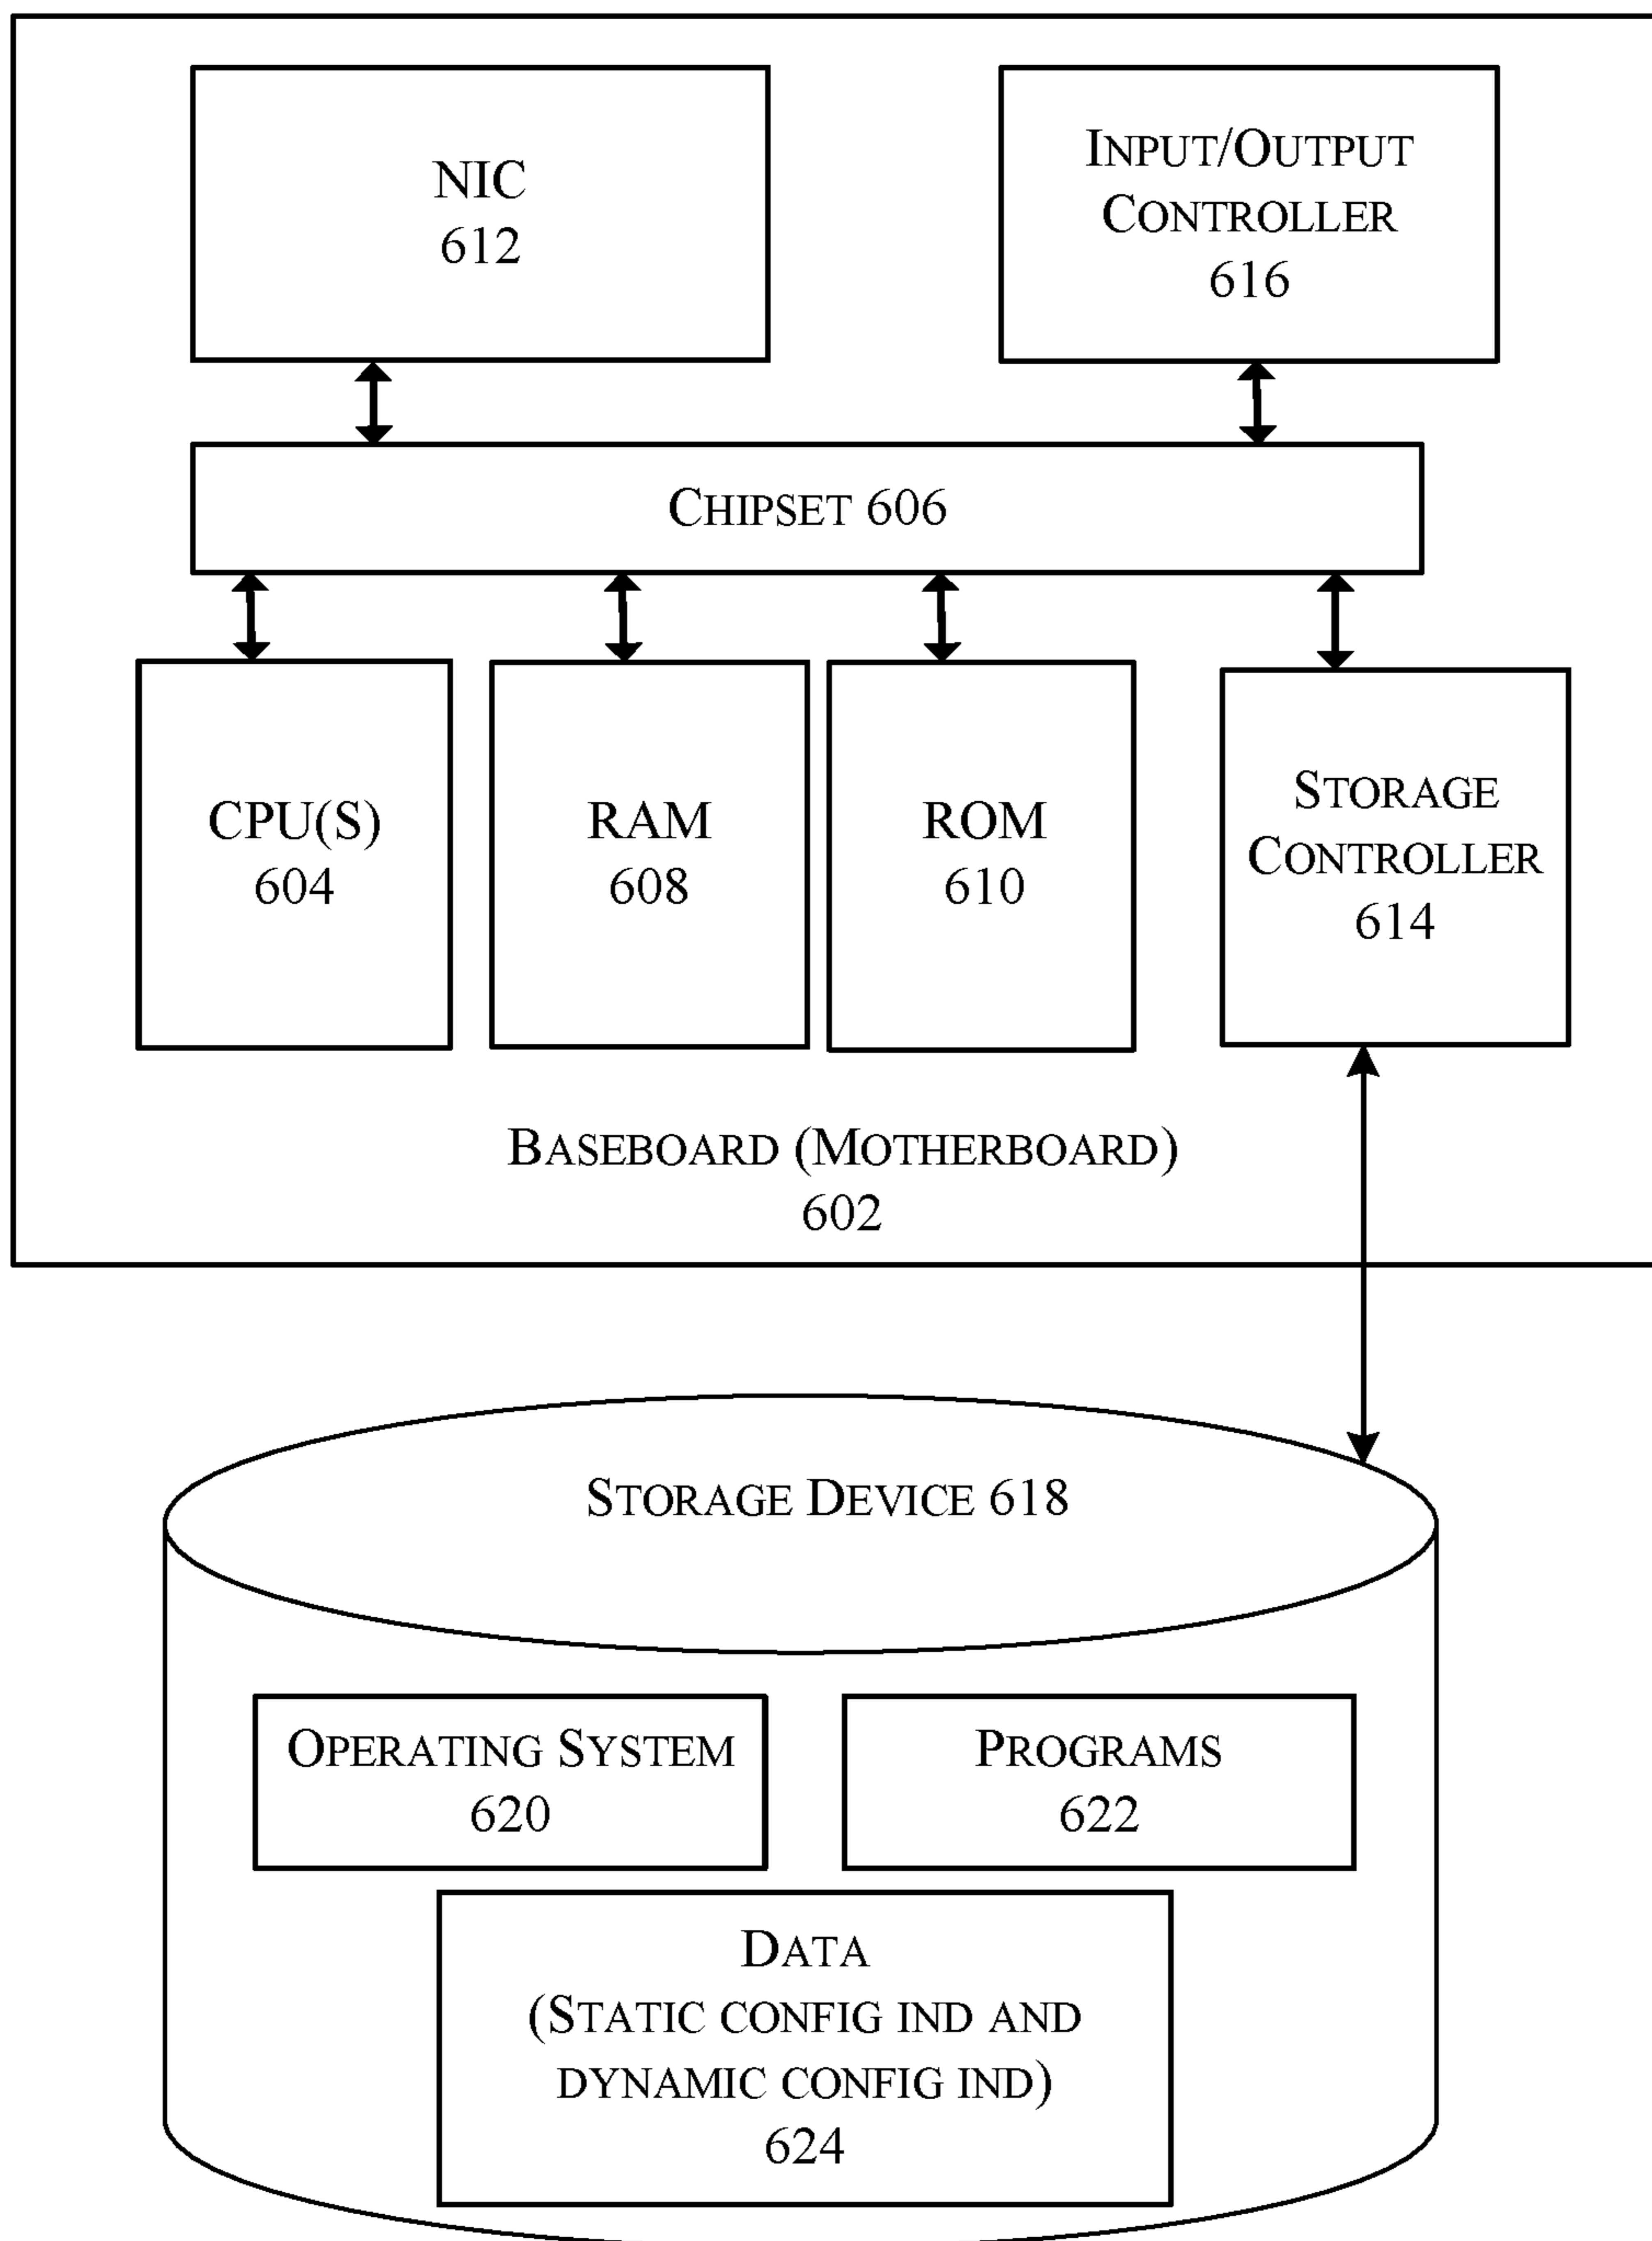 NIC
612
INPUT/OUTPUT
CONTROLLER
616
CHIPSET 606
CPU(S)
604
RAM
608
ROM
610
STORAGE
CONTROLLER
614
BASEBOARD (MOTHERBOARD)
602
STORAGE DEVICE 618
OPERATING SYSTEM
620
PROGRAMS
622
DATA
(STATIC CONFIG IND AND
DYNAMIC CONFIG IND)
624